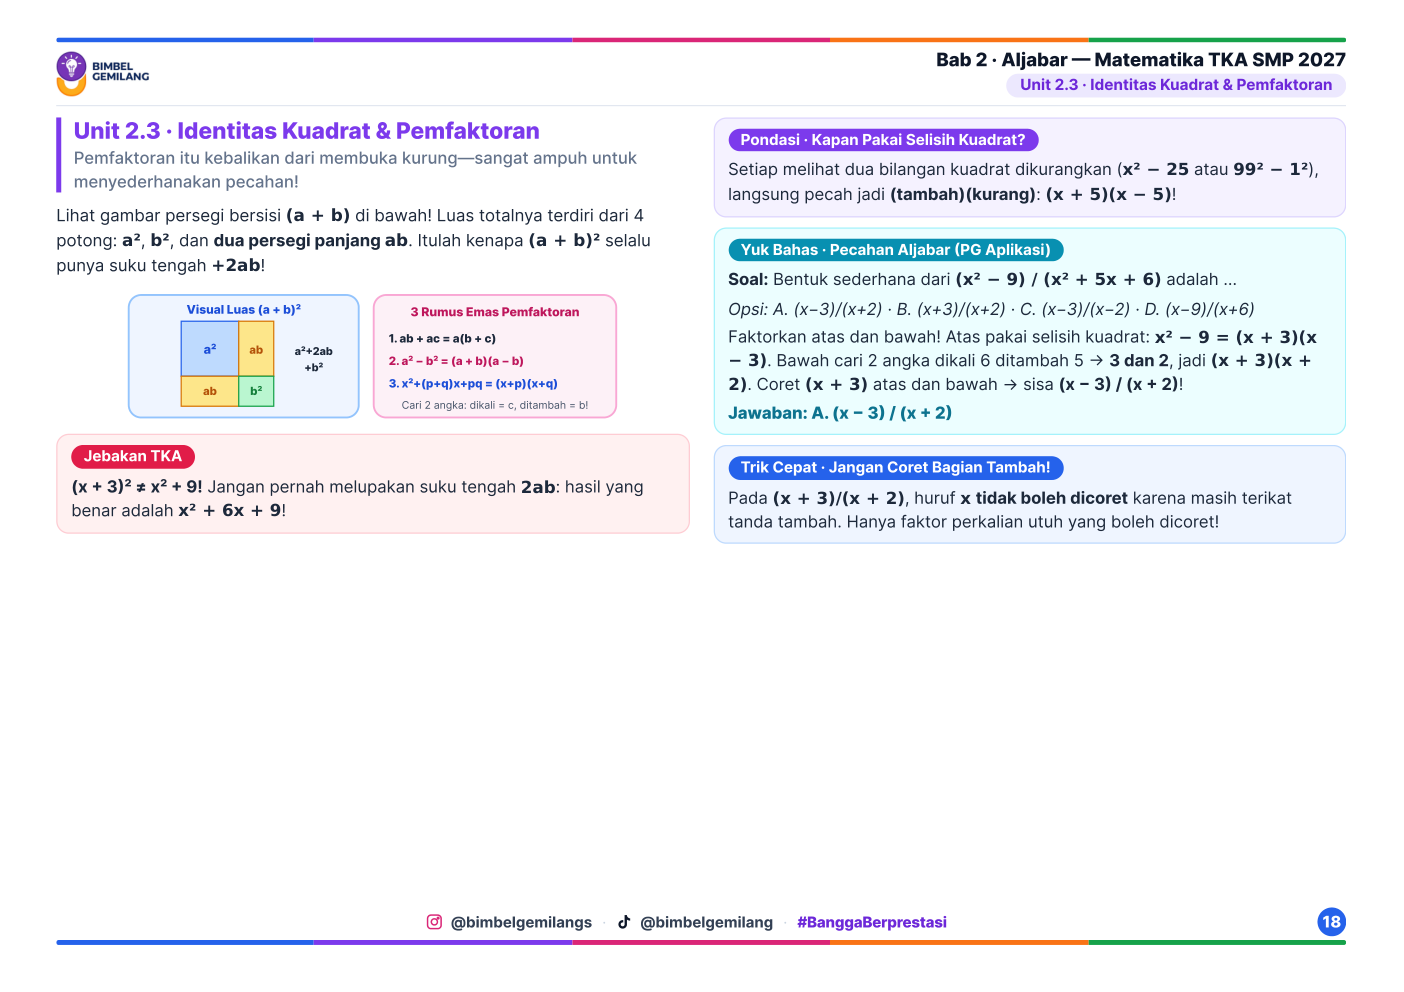 BIMBEL
GEMILANG
Bab 2 · Aljabar — Matematika TKA SMP 2027
Unit 2.3 · Identitas Kuadrat & Pemfaktoran
Unit 2.3 · Identitas Kuadrat & Pemfaktoran
Pemfaktoran itu kebalikan dari membuka kurung—sangat ampuh untuk
menyederhanakan pecahan!
Lihat gambar persegi bersisi (a + b) di bawah! Luas totalnya terdiri dari 4
potong: a², b², dan dua persegi panjang ab. Itulah kenapa (a + b)² selalu
punya suku tengah +2ab!
Visual Luas (a + b)²
a²
ab
ab
b²
a²+2ab
+b²
3 Rumus Emas Pemfaktoran
1. ab + ac = a(b + c)
2. a² − b² = (a + b)(a − b)
3. x²+(p+q)x+pq = (x+p)(x+q)
Cari 2 angka: dikali = c, ditambah = b!
Jebakan TKA
(x + 3)² ≠ x² + 9! Jangan pernah melupakan suku tengah 2ab: hasil yang
benar adalah x² + 6x + 9!
Pondasi · Kapan Pakai Selisih Kuadrat?
Setiap melihat dua bilangan kuadrat dikurangkan (x² − 25 atau 99² − 1²),
langsung pecah jadi (tambah)(kurang): (x + 5)(x − 5)!
Yuk Bahas · Pecahan Aljabar (PG Aplikasi)
Soal: Bentuk sederhana dari (x² − 9) / (x² + 5x + 6) adalah ...
Opsi: A. (x−3)/(x+2) · B. (x+3)/(x+2) · C. (x−3)/(x−2) · D. (x−9)/(x+6)
Faktorkan atas dan bawah! Atas pakai selisih kuadrat: x² − 9 = (x + 3)(x
− 3). Bawah cari 2 angka dikali 6 ditambah 5 → 3 dan 2, jadi (x + 3)(x +
2). Coret (x + 3) atas dan bawah → sisa (x − 3) / (x + 2)!
Jawaban: A. (x − 3) / (x + 2)
Trik Cepat · Jangan Coret Bagian Tambah!
Pada (x + 3)/(x + 2), huruf x tidak boleh dicoret karena masih terikat
tanda tambah. Hanya faktor perkalian utuh yang boleh dicoret!
@bimbelgemilangs · @bimbelgemilang · #BanggaBerprestasi
18